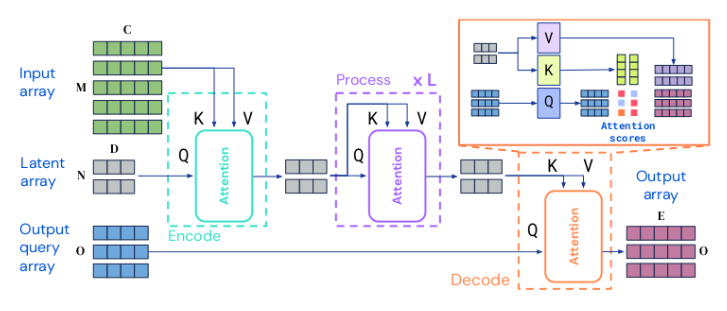 C
Input
array
M
Process
x L
K
V
K
V
V
K
Q
Attention
scores
D
Latent
array
N
Q
Attention
Q
Attention
K
V
Output
array
Encode
E
Output
query
array
O
Q
Attention
O
Decode